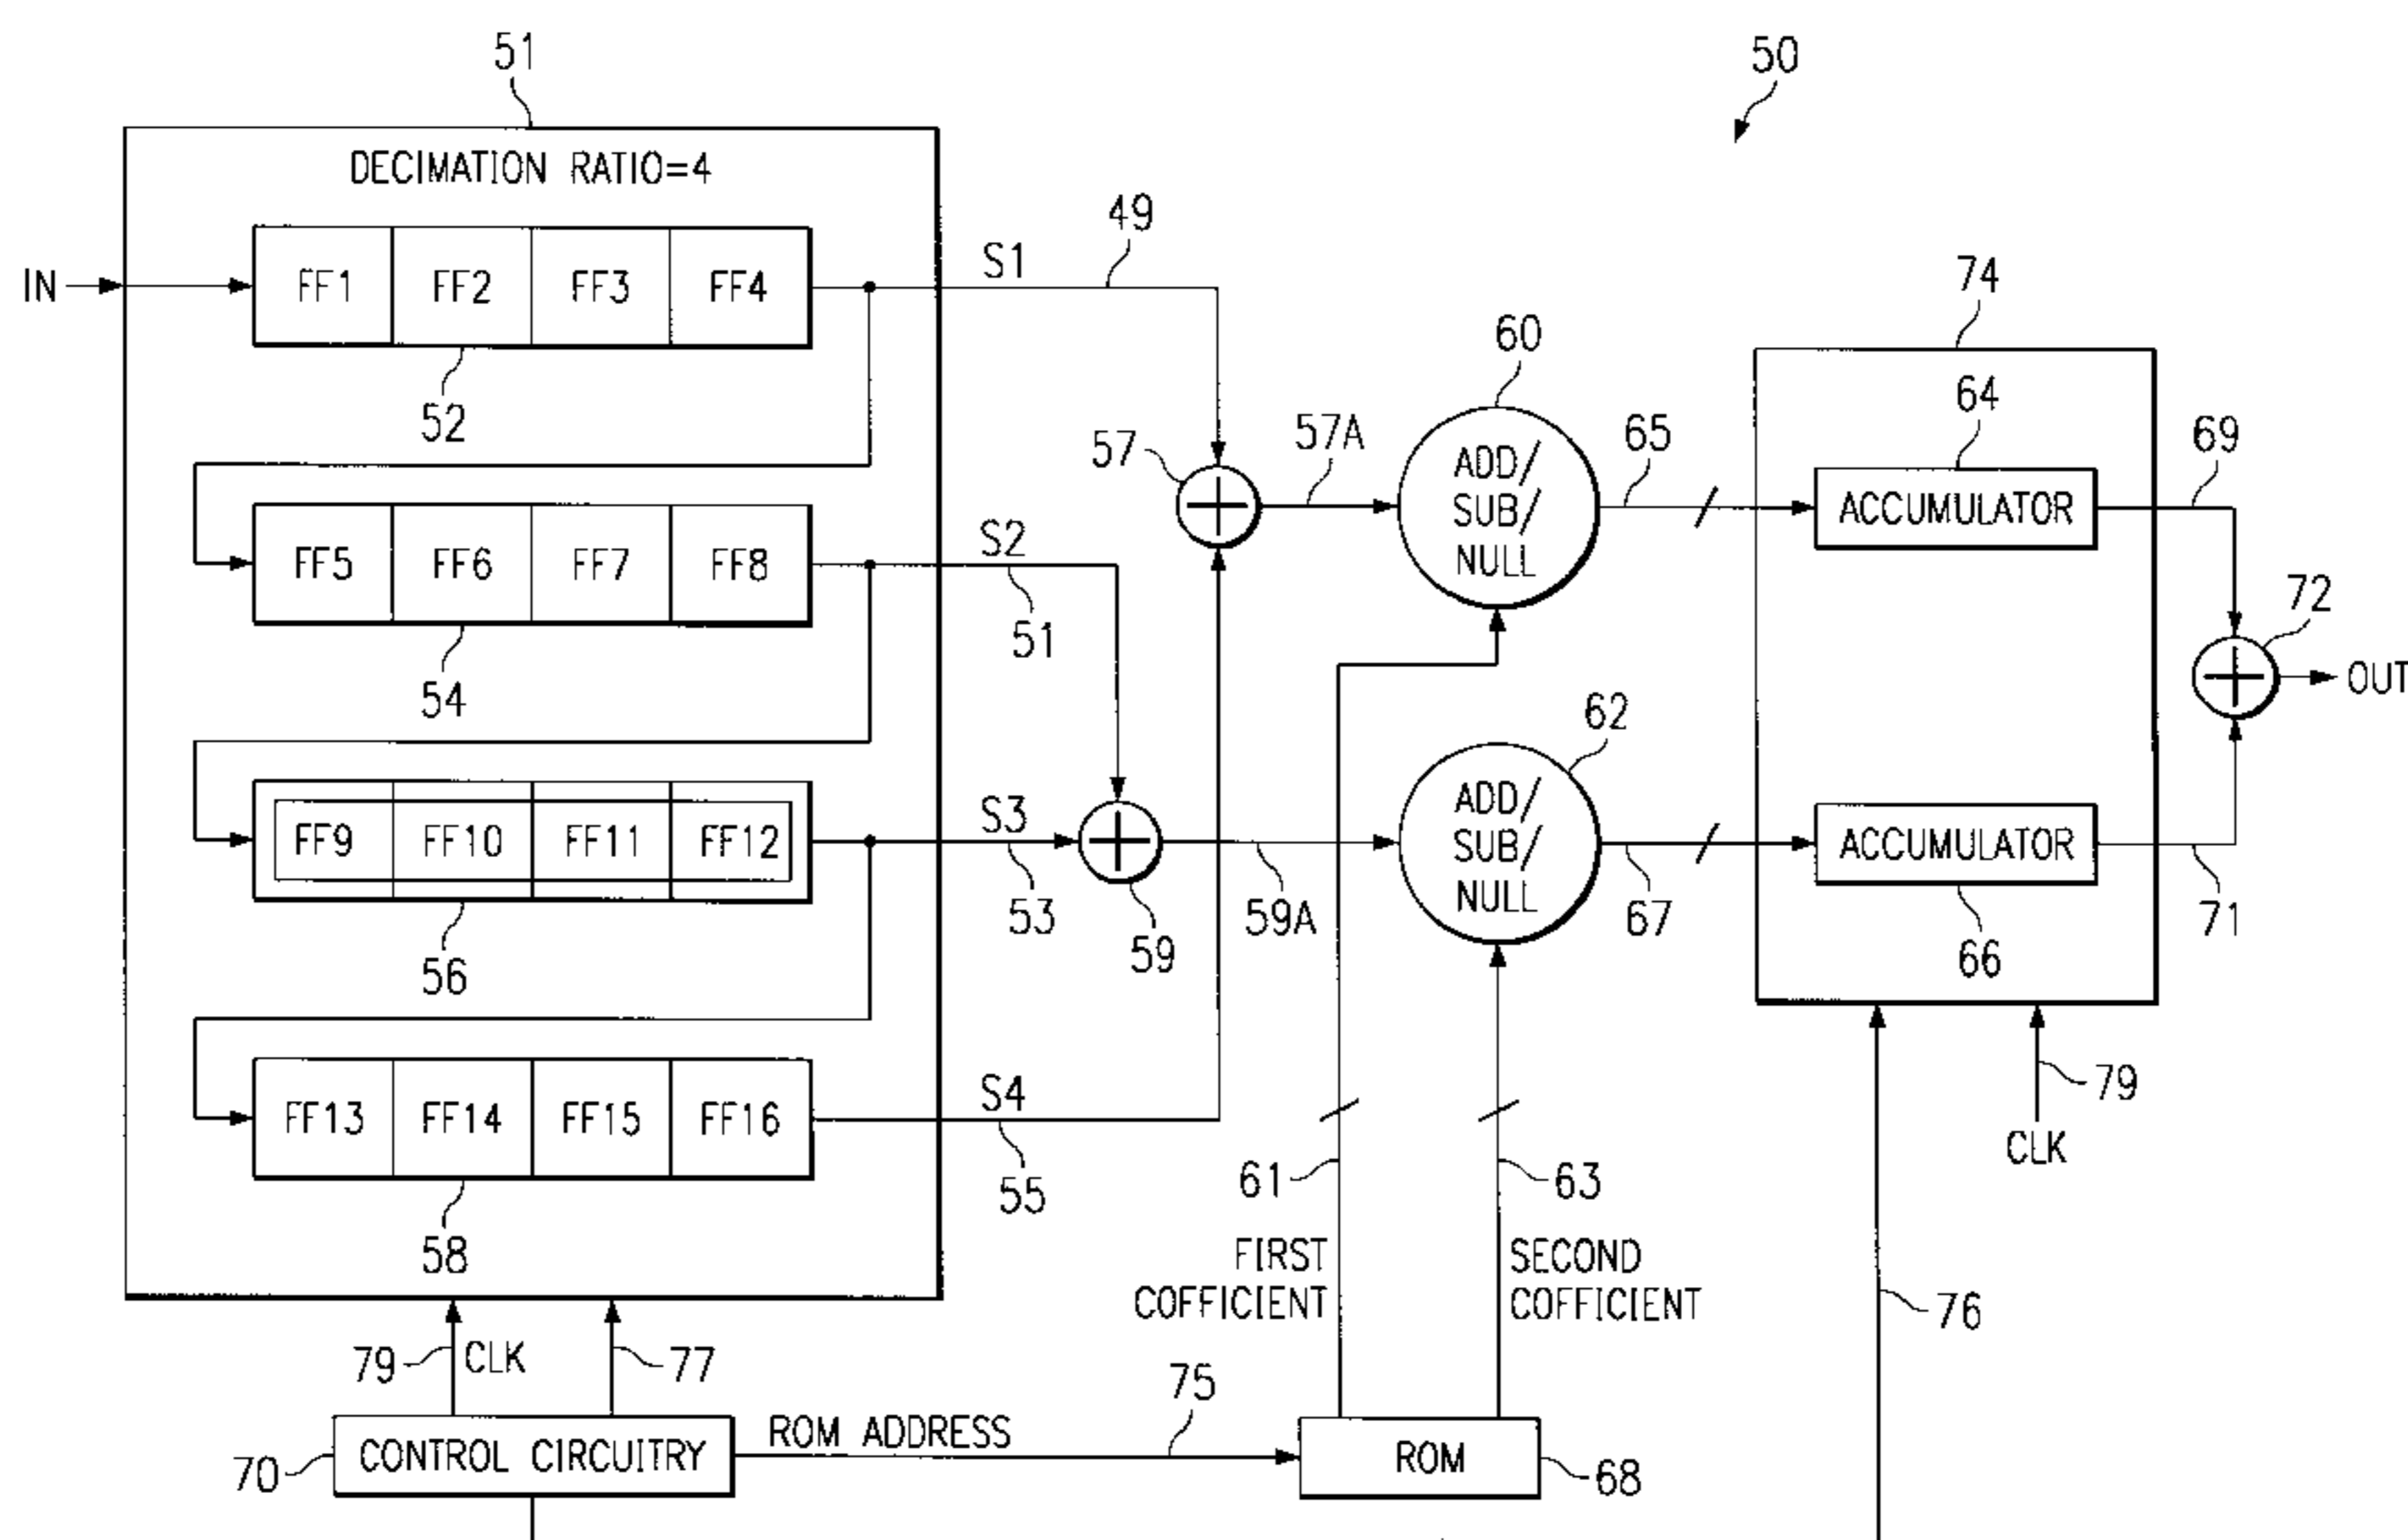 51
50
DECIMATION RATIO=4
49
S1
IN
FF1 FF2 FF3 FF4
74
60
52
64
57
57A
65
69
ADD/
SUB/
NULL
ACCUMULATOR
S2
FF5 FF6 FF7 FF8
51
72
54
OUT
62
ADD/
SUB/
NULL
S3
FF9 FF10 FF11 FF12
ACCUMULATOR
53
59
59A
67
71
56
66
S4
FF13 FF14 FF15 FF16
79
CLK
55
61
63
58
FIRST
COFFICIENT
SECOND
COFFICIENT
76
79
CLK
77
75
ROM ADDRESS
70
CONTROL CIRCUITRY
ROM
68